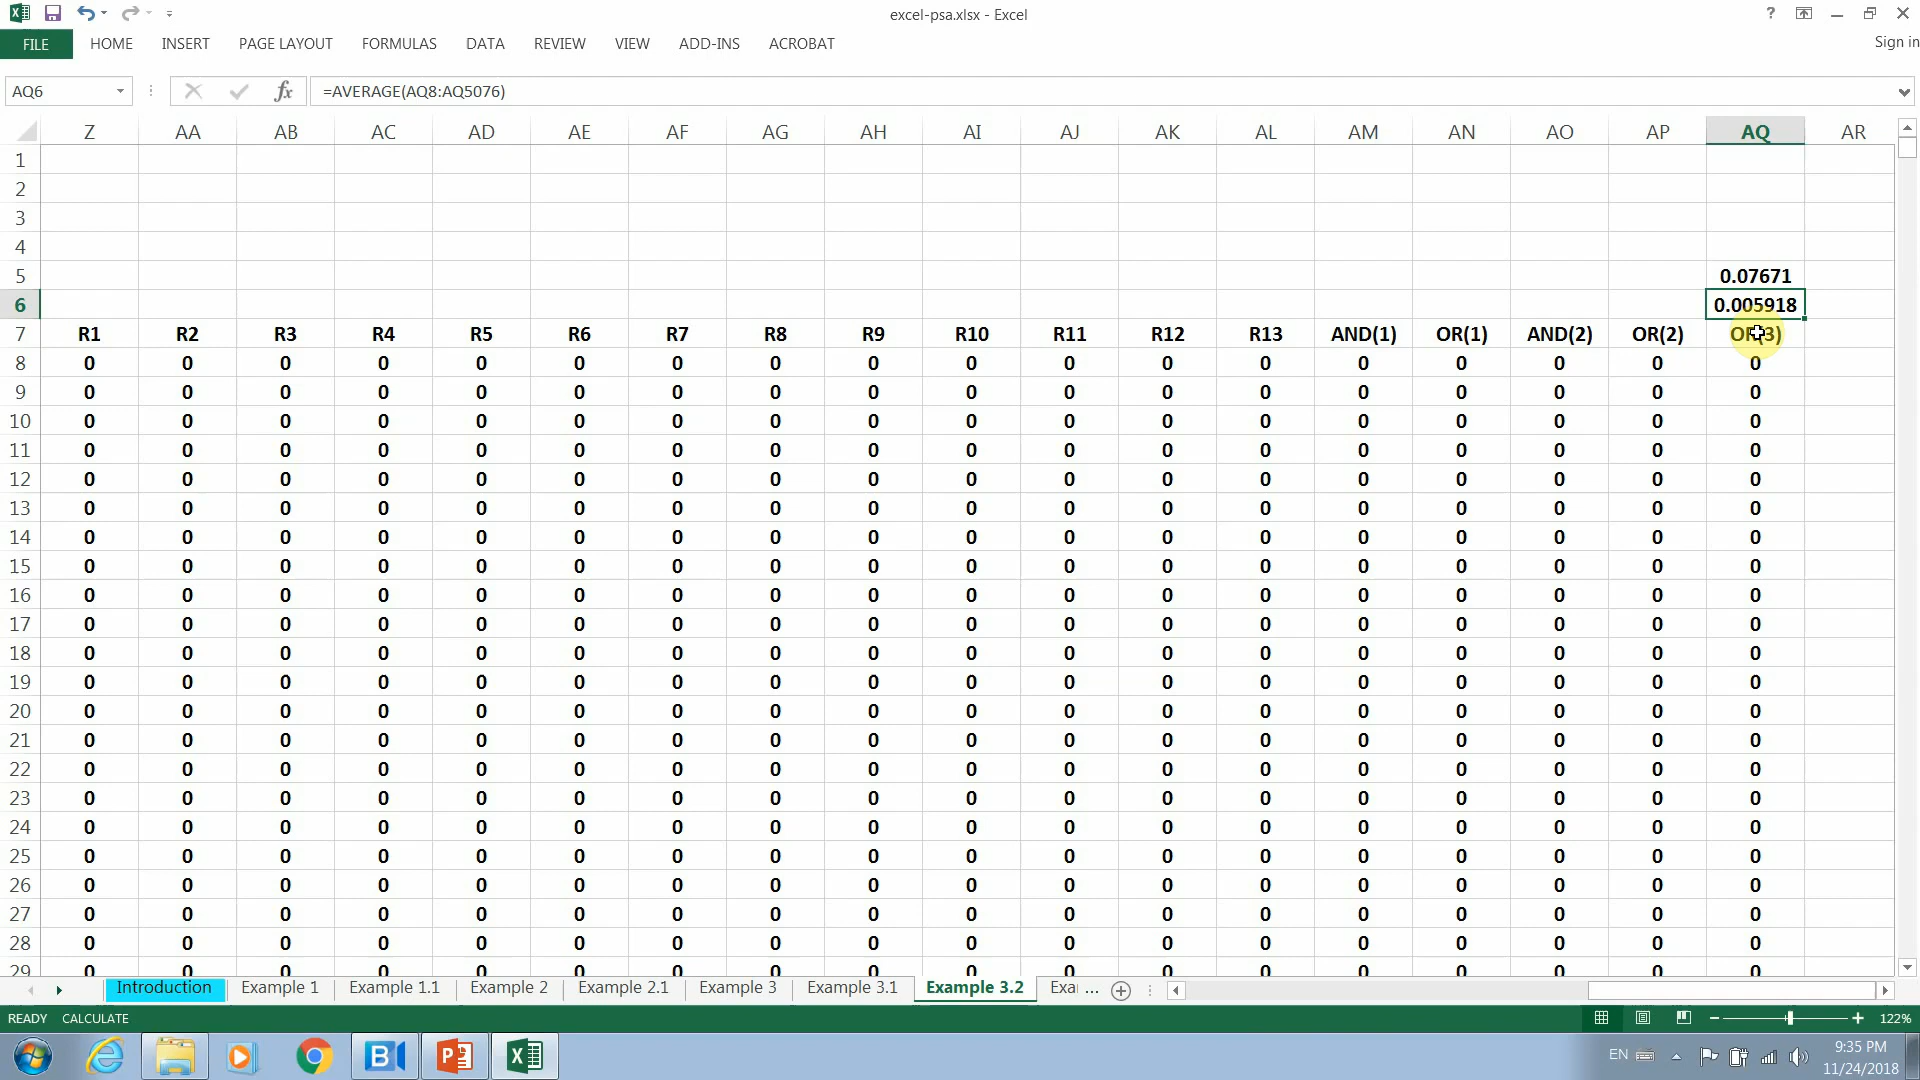 excel-psa.xlsx - Excel
?
FILE HOME INSERT PAGE LAYOUT FORMULAS DATA REVIEW VIEW ADD-INS ACROBAT Sign in
AQ6 fx =AVERAGE(AQ8:AQ5076)
Z AA AB AC AD AE AF AG AH AI AJ AK AL AM AN AO AP AQ AR
1
2
3
4
5 0.07671
6 0.005918
7 R1 R2 R3 R4 R5 R6 R7 R8 R9 R10 R11 R12 R13 AND(1) OR(1) AND(2) OR(2) OR(3)
8 0 0 0 0 0 0 0 0 0 0 0 0 0 0 0 0 0 0
9 0 0 0 0 0 0 0 0 0 0 0 0 0 0 0 0 0 0
10 0 0 0 0 0 0 0 0 0 0 0 0 0 0 0 0 0 0
11 0 0 0 0 0 0 0 0 0 0 0 0 0 0 0 0 0 0
12 0 0 0 0 0 0 0 0 0 0 0 0 0 0 0 0 0 0
13 0 0 0 0 0 0 0 0 0 0 0 0 0 0 0 0 0 0
14 0 0 0 0 0 0 0 0 0 0 0 0 0 0 0 0 0 0
15 0 0 0 0 0 0 0 0 0 0 0 0 0 0 0 0 0 0
16 0 0 0 0 0 0 0 0 0 0 0 0 0 0 0 0 0 0
17 0 0 0 0 0 0 0 0 0 0 0 0 0 0 0 0 0 0
18 0 0 0 0 0 0 0 0 0 0 0 0 0 0 0 0 0 0
19 0 0 0 0 0 0 0 0 0 0 0 0 0 0 0 0 0 0
20 0 0 0 0 0 0 0 0 0 0 0 0 0 0 0 0 0 0
21 0 0 0 0 0 0 0 0 0 0 0 0 0 0 0 0 0 0
22 0 0 0 0 0 0 0 0 0 0 0 0 0 0 0 0 0 0
23 0 0 0 0 0 0 0 0 0 0 0 0 0 0 0 0 0 0
24 0 0 0 0 0 0 0 0 0 0 0 0 0 0 0 0 0 0
25 0 0 0 0 0 0 0 0 0 0 0 0 0 0 0 0 0 0
26 0 0 0 0 0 0 0 0 0 0 0 0 0 0 0 0 0 0
27 0 0 0 0 0 0 0 0 0 0 0 0 0 0 0 0 0 0
28 0 0 0 0 0 0 0 0 0 0 0 0 0 0 0 0 0 0
29 0 0 0 0 0 0 0 0 0 0 0 0 0 0 0 0 0 0
Introduction Example 1 Example 1.1 Example 2 Example 2.1 Example 3 Example 3.1 Example 3.2 Exa ...
READY CALCULATE 122%
EN 9:35 PM
11/24/2018